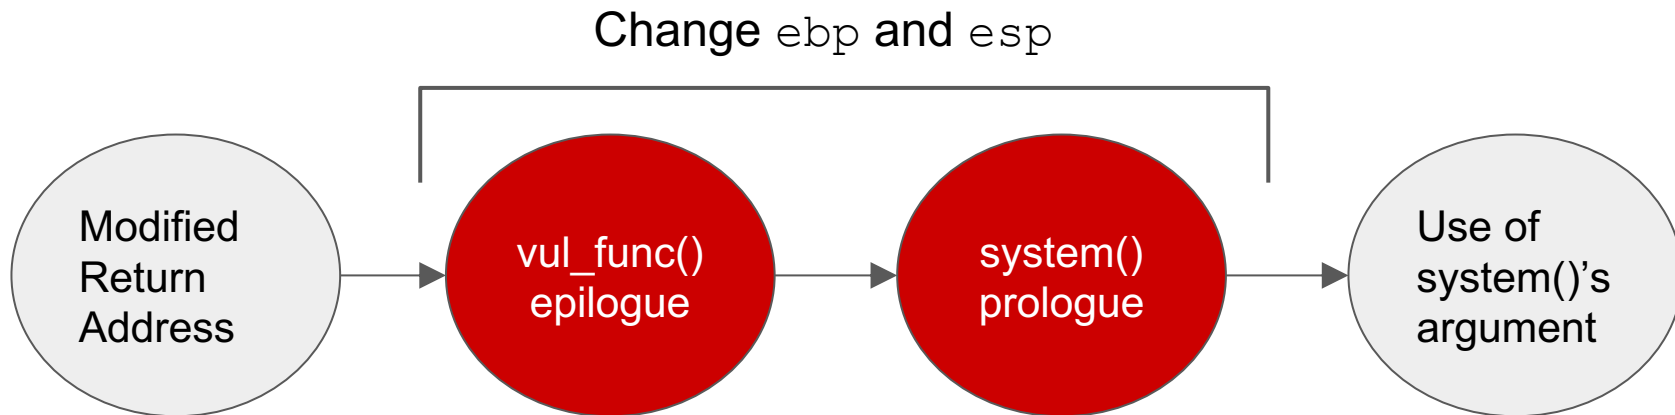 Change ebp and esp
Modified
Return
Address
vul_func()
epilogue
system()
prologue
Use of
system()’s
argument